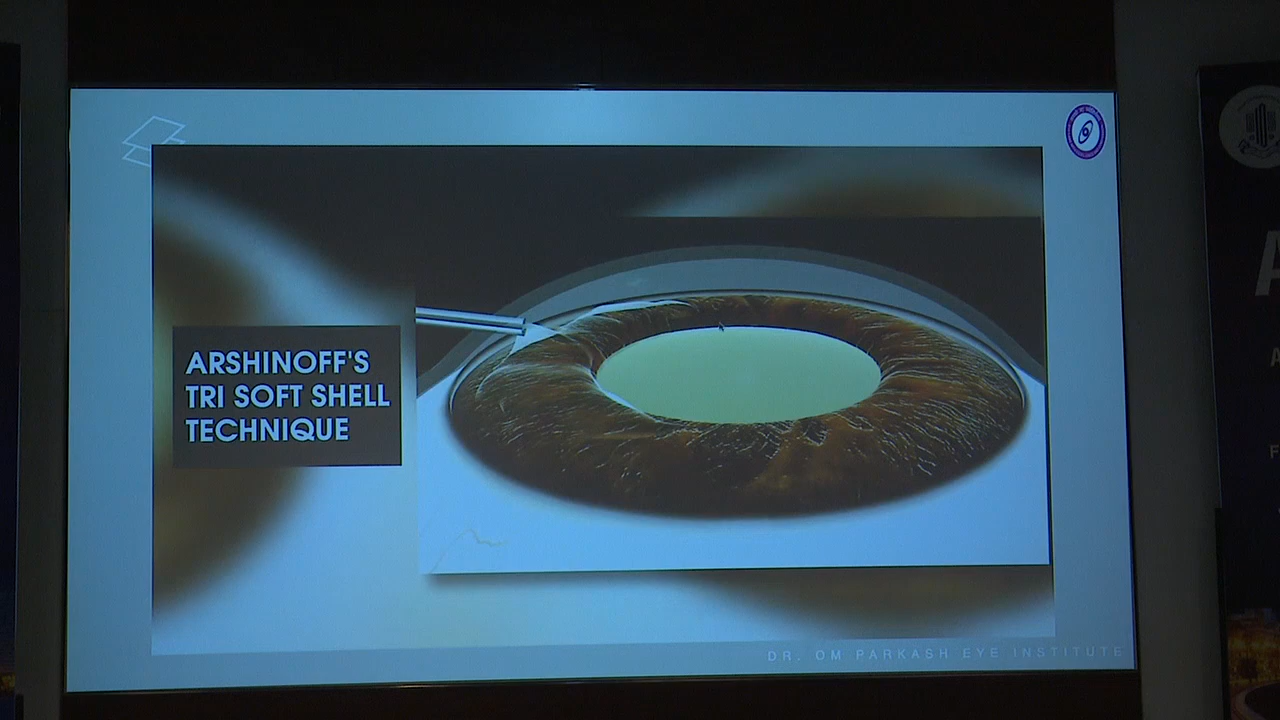 ARSHINOFF'S
TRI SOFT SHELL
TECHNIQUE
DR. OM PARKASH EYE INSTITUTE